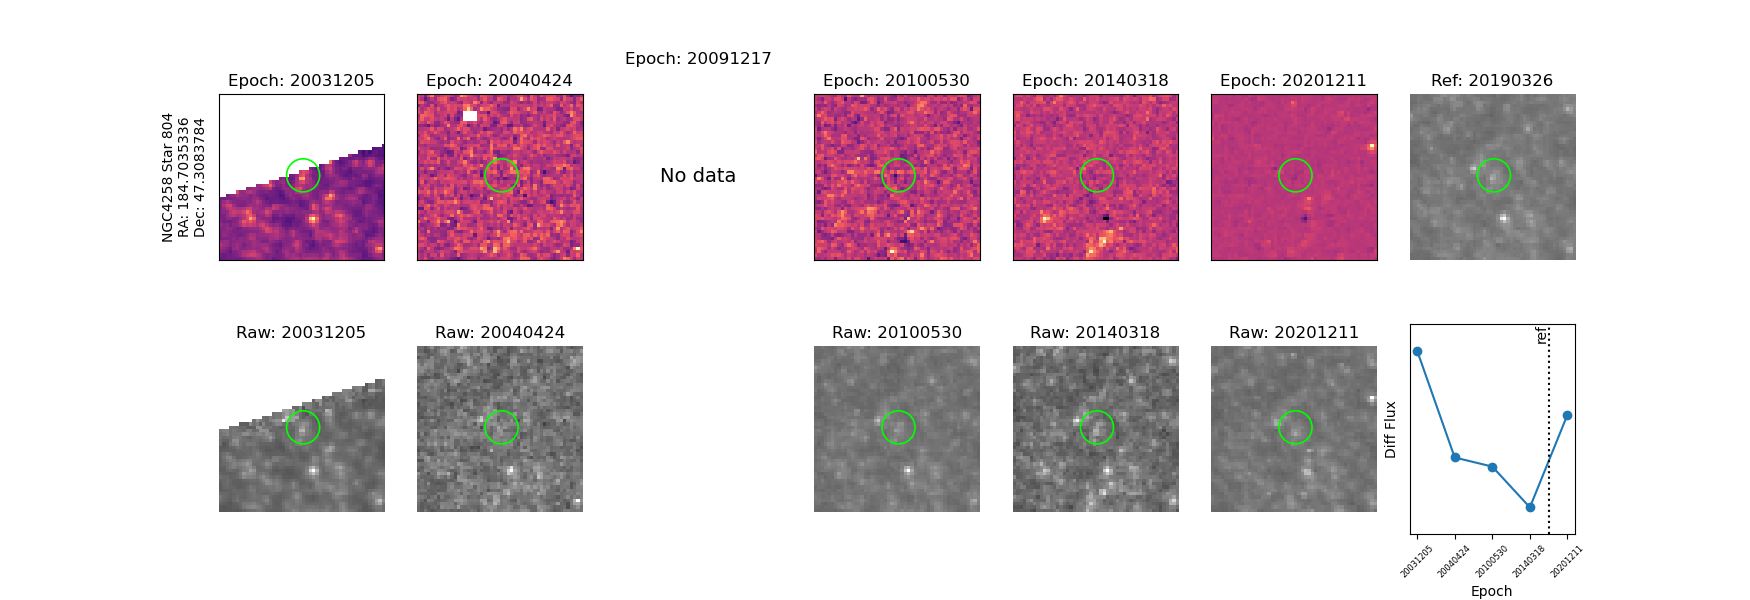 Epoch: 20091217
Epoch: 20031205
Epoch: 20040424
Epoch: 20100530
Epoch: 20140318
Epoch: 20201211
Ref: 20190326
NGC4258 Star 804
RA: 184.7035336
Dec: 47.3083784
No data
Raw: 20031205
Raw: 20040424
Raw: 20100530
Raw: 20140318
Raw: 20201211
ref
Diff Flux
20031205
20040424
20100530
20140318
20201211
Epoch